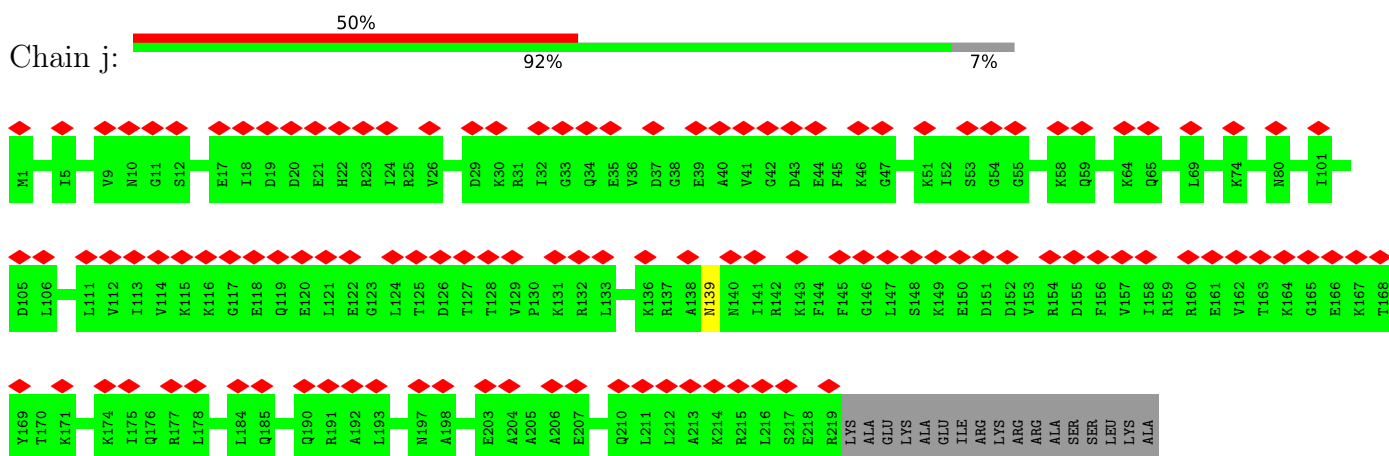 50%
Chain j:
92% 7%
M1 I5 V9 N10 G11 S12 E17 I18 D19 D20 E21 H22 R23 I24 R25 V26 D29 K30 R31 I32 G33 Q34 E35 V36 D37 G38 E39 A40 V41 G42 D43 E44 F45 K46 G47 K51 I52 S53 G54 G55 K58 Q59 K64 Q65 L69 K74 N80 I101
D105 L106 L111 V112 I113 V114 K115 K116 G117 E118 Q119 E120 L121 E122 G123 L124 T125 D126 T127 T128 V129 P130 K131 R132 L133 K136 R137 A138 N139 N140 I141 R142 K143 F144 F145 G146 L147 S148 K149 E150 D151 D152 V153 R154 D155 F156 V157 I158 R159 R160 E161 V162 T163 K164 G165 E166 K167 T168
Y169 T170 K171 K174 I175 Q176 R177 L178 L184 Q185 Q190 R191 A192 L193 N197 A198 E203 A204 A205 A206 E207 Q210 L211 L212 A213 K214 R215 L216 S217 E218 R219 LYS ALA GLU LYS ALA GLU ILE ARG LYS ARG ARG ALA SER SER LEU LYS ALA